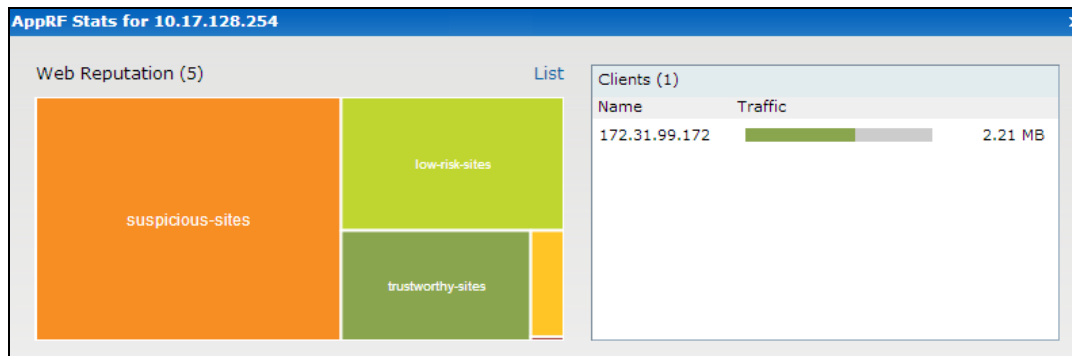 AppRF Stats for 10.17.128.254
Web Reputation (5)
List
suspicious-sites
low-risk-sites
trustworthy-sites
Clients (1)
Name Traffic
172.31.99.172 2.21 MB